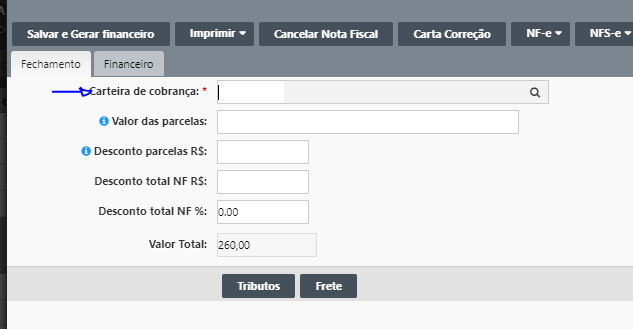 Salvar e Gerar financeiro Imprimir Cancelar Nota Fiscal Carta Correção NF-e NFS-e
Fechamento Financeiro
Carteira de cobrança: *
Valor das parcelas:
Desconto parcelas R$:
Desconto total NF R$:
Desconto total NF %: 0.00
Valor Total: 260,00
Tributos Frete